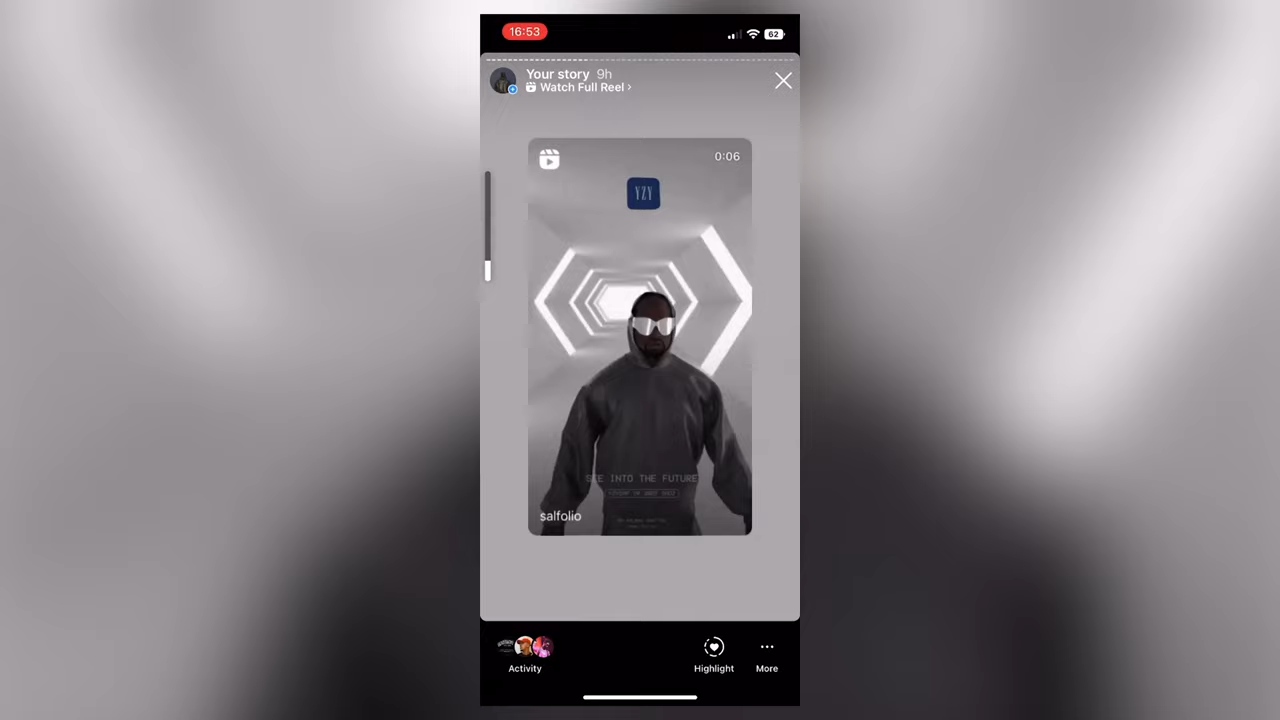 16:53
62
Your story 9h
Watch Full Reel
0:06
YZY
SEE INTO THE FUTURE
salfolio
Activity
Highlight
More